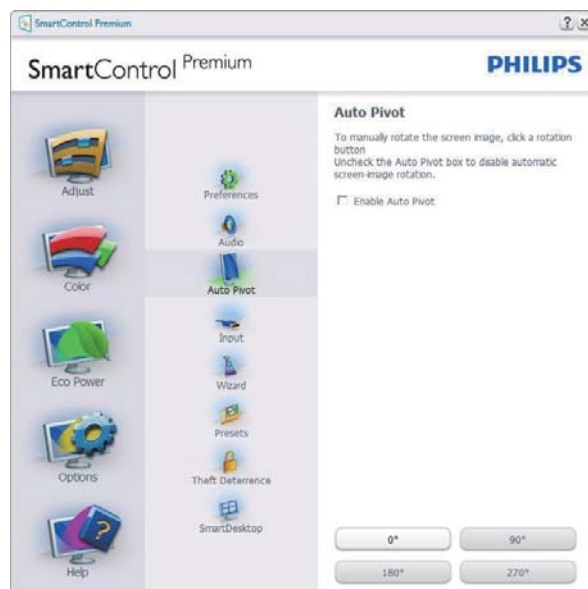 SmartControl Premium
SmartControl Premium
PHILIPS
Adjust
Color
Eco Power
Options
Help
Preferences
Audio
Auto Pivot
Input
Wizard
Presets
Theft Deterrence
SmartDesktop
Auto Pivot
To manually rotate the screen image, click a rotation
button
Uncheck the Auto Pivot box to disable automatic
screen-image rotation.
Enable Auto Pivot
0°
90°
180°
270°